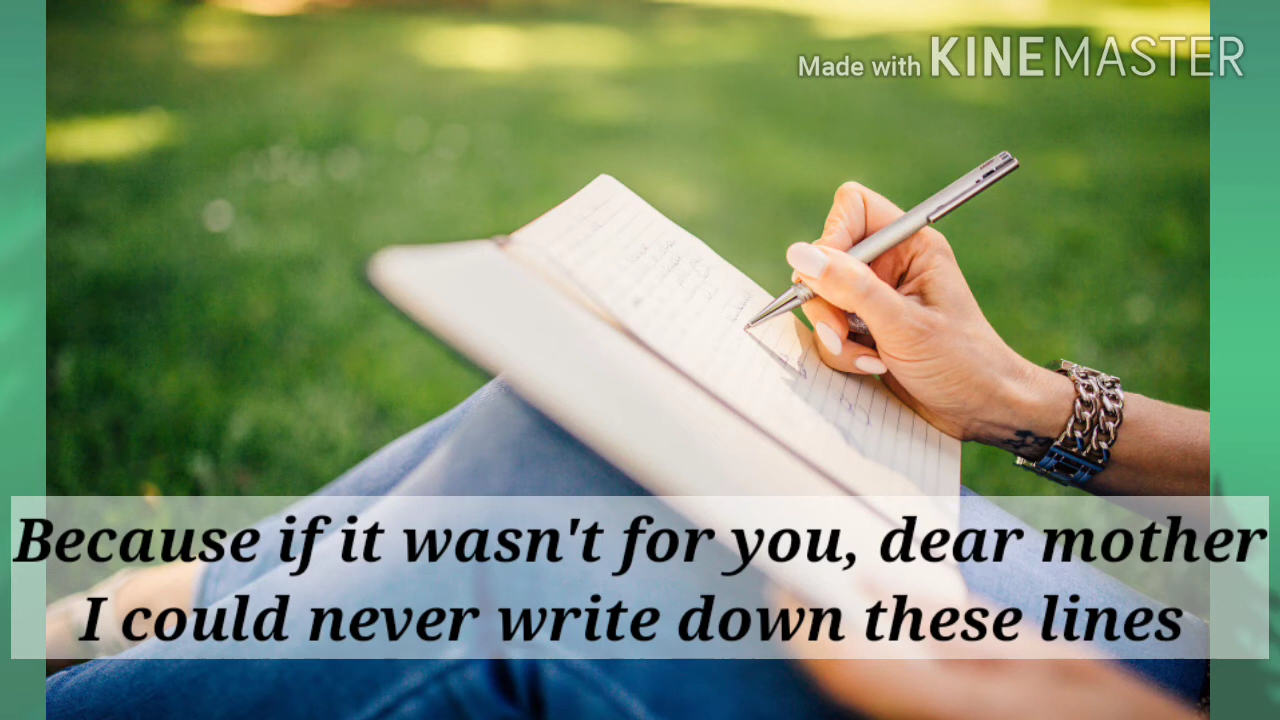 Made with KINEMASTER
Because if it wasn't for you, dear mother
I could never write down these lines